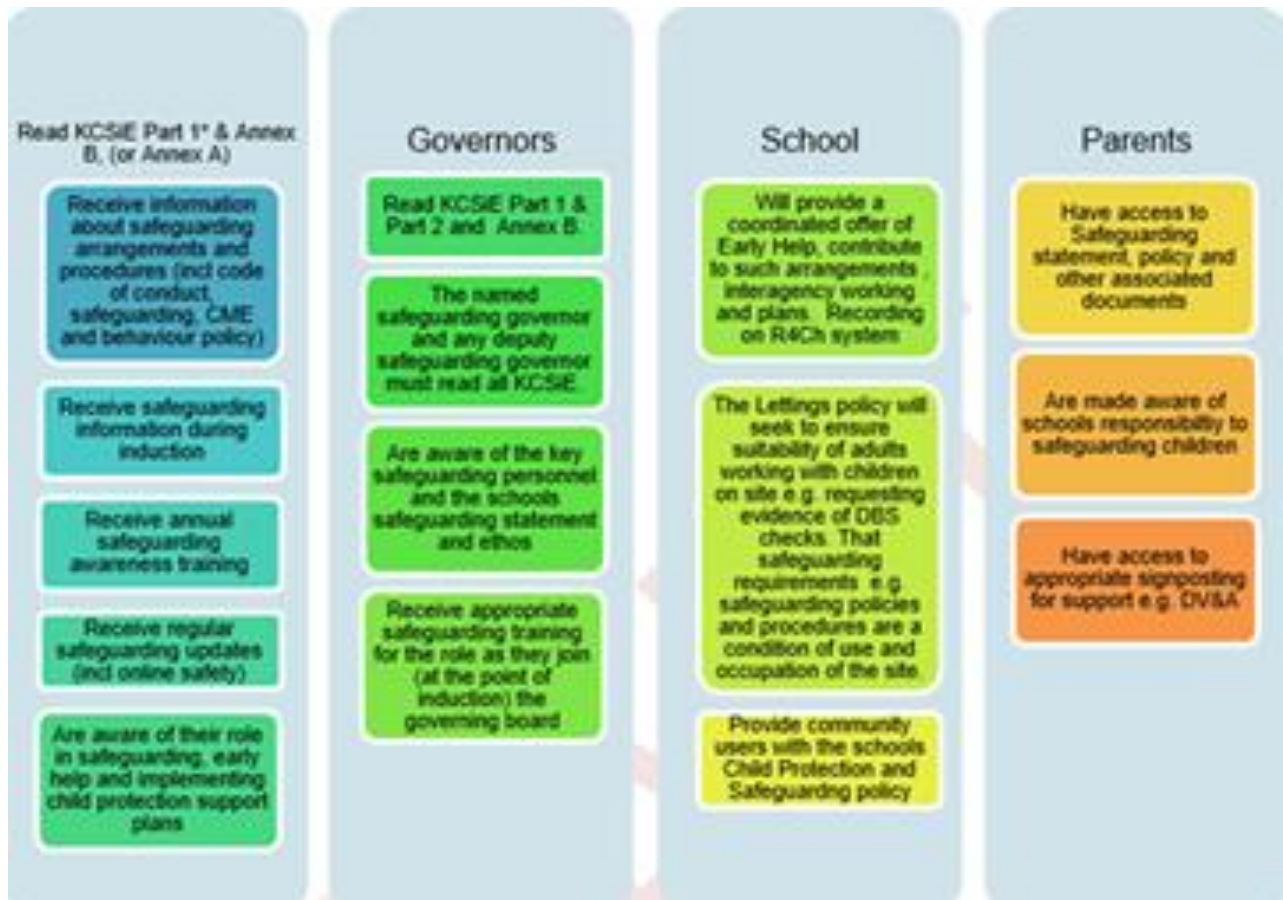 Read KCSiE Part 1* & Annex
B, (or Annex A)
Receive information
about safeguarding
arrangements and
procedures (incl code
of conduct,
safeguarding, CME
and behaviour policy)
Receive safeguarding
information during
induction
Receive annual
safeguarding
awareness training
Receive regular
safeguarding updates
(incl online safety)
Are aware of their role
in safeguarding, early
help and implementing
child protection support
plans
Governors
Read KCSiE Part 1 &
Part 2 and Annex B.
The named
safeguarding governor
and any deputy
safeguarding governor
must read all KCSiE.
Are aware of the key
safeguarding personnel
and the schools
safeguarding statement
and ethos
Receive appropriate
safeguarding training
for the role as they join
(at the point of
induction) the
governing board
School
Will provide a
coordinated offer of
Early Help, contribute
to such arrangements ,
interagency working
and plans. Recording
on R4Ch system
The Lettings policy will
seek to ensure
suitability of adults
working with children
on site e.g. requesting
evidence of DBS
checks. That
safeguarding
requirements e.g.
safeguarding policies
and procedures are a
condition of use and
occupation of the site.
Provide community
users with the schools
Child Protection and
Safeguardng policy
Parents
Have access to
Safeguarding
statement, policy and
other associated
documents
Are made aware of
schools responsibiltiy to
safeguarding children
Have access to
appropriate signposting
for support e.g. DV&A